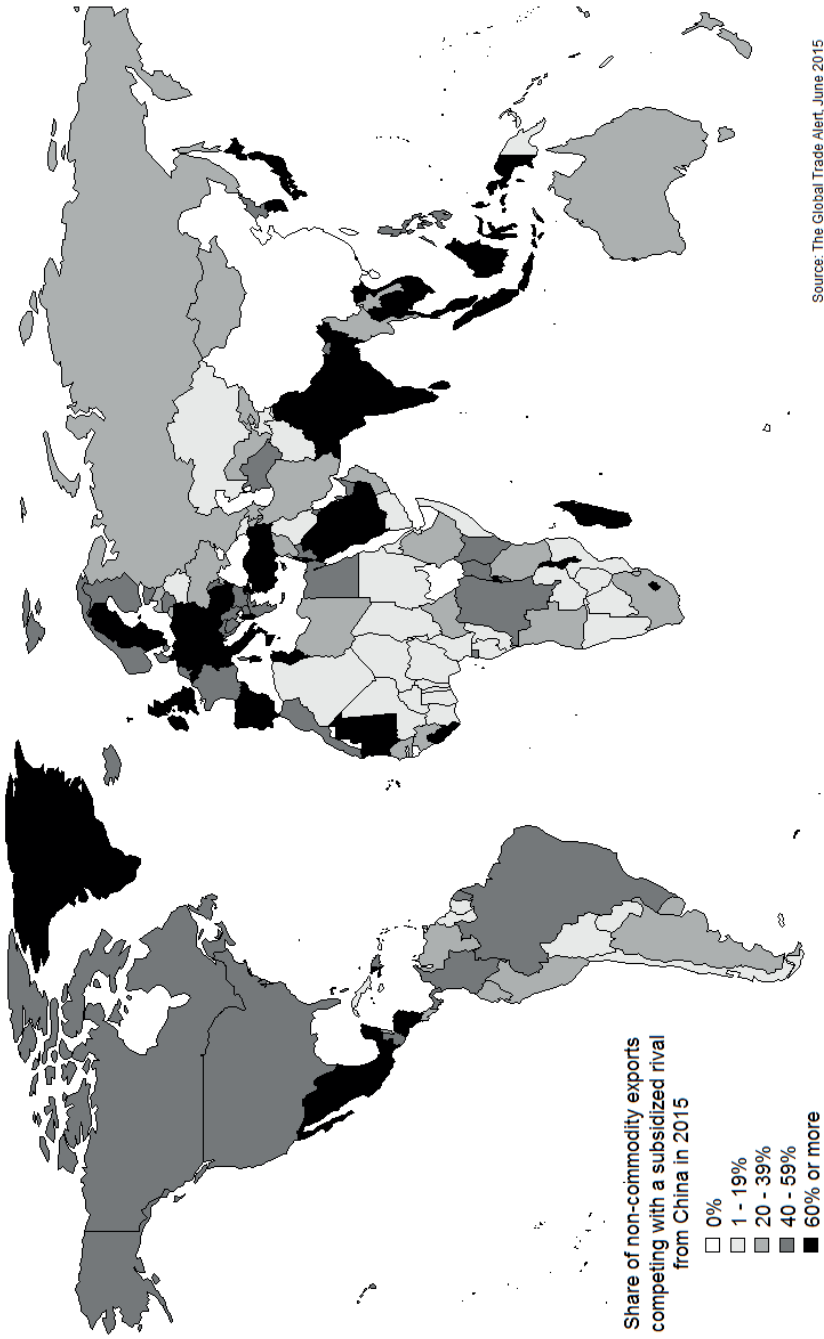 Share of non-commodity exports
competing with a subsidized rival
from China in 2015
0%
1 - 19%
20 - 39%
40 - 59%
60% or more
Source: The Global Trade Alert, June 2015